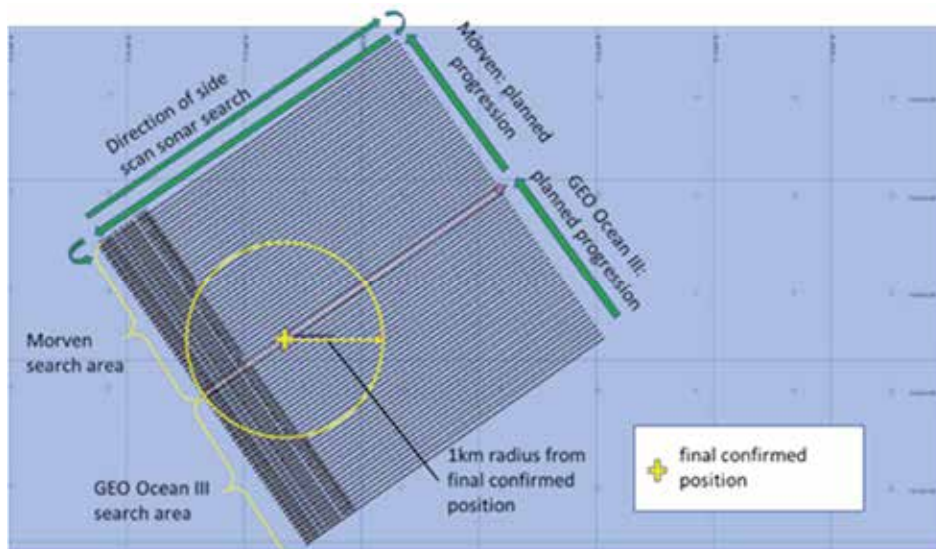 Direction of side
scan sonar search
Morven: planned
progression
GEO Ocean III:
planned progression
Morven
search area
GEO Ocean III
search area
1km radius from
final confirmed
position
final confirmed
position